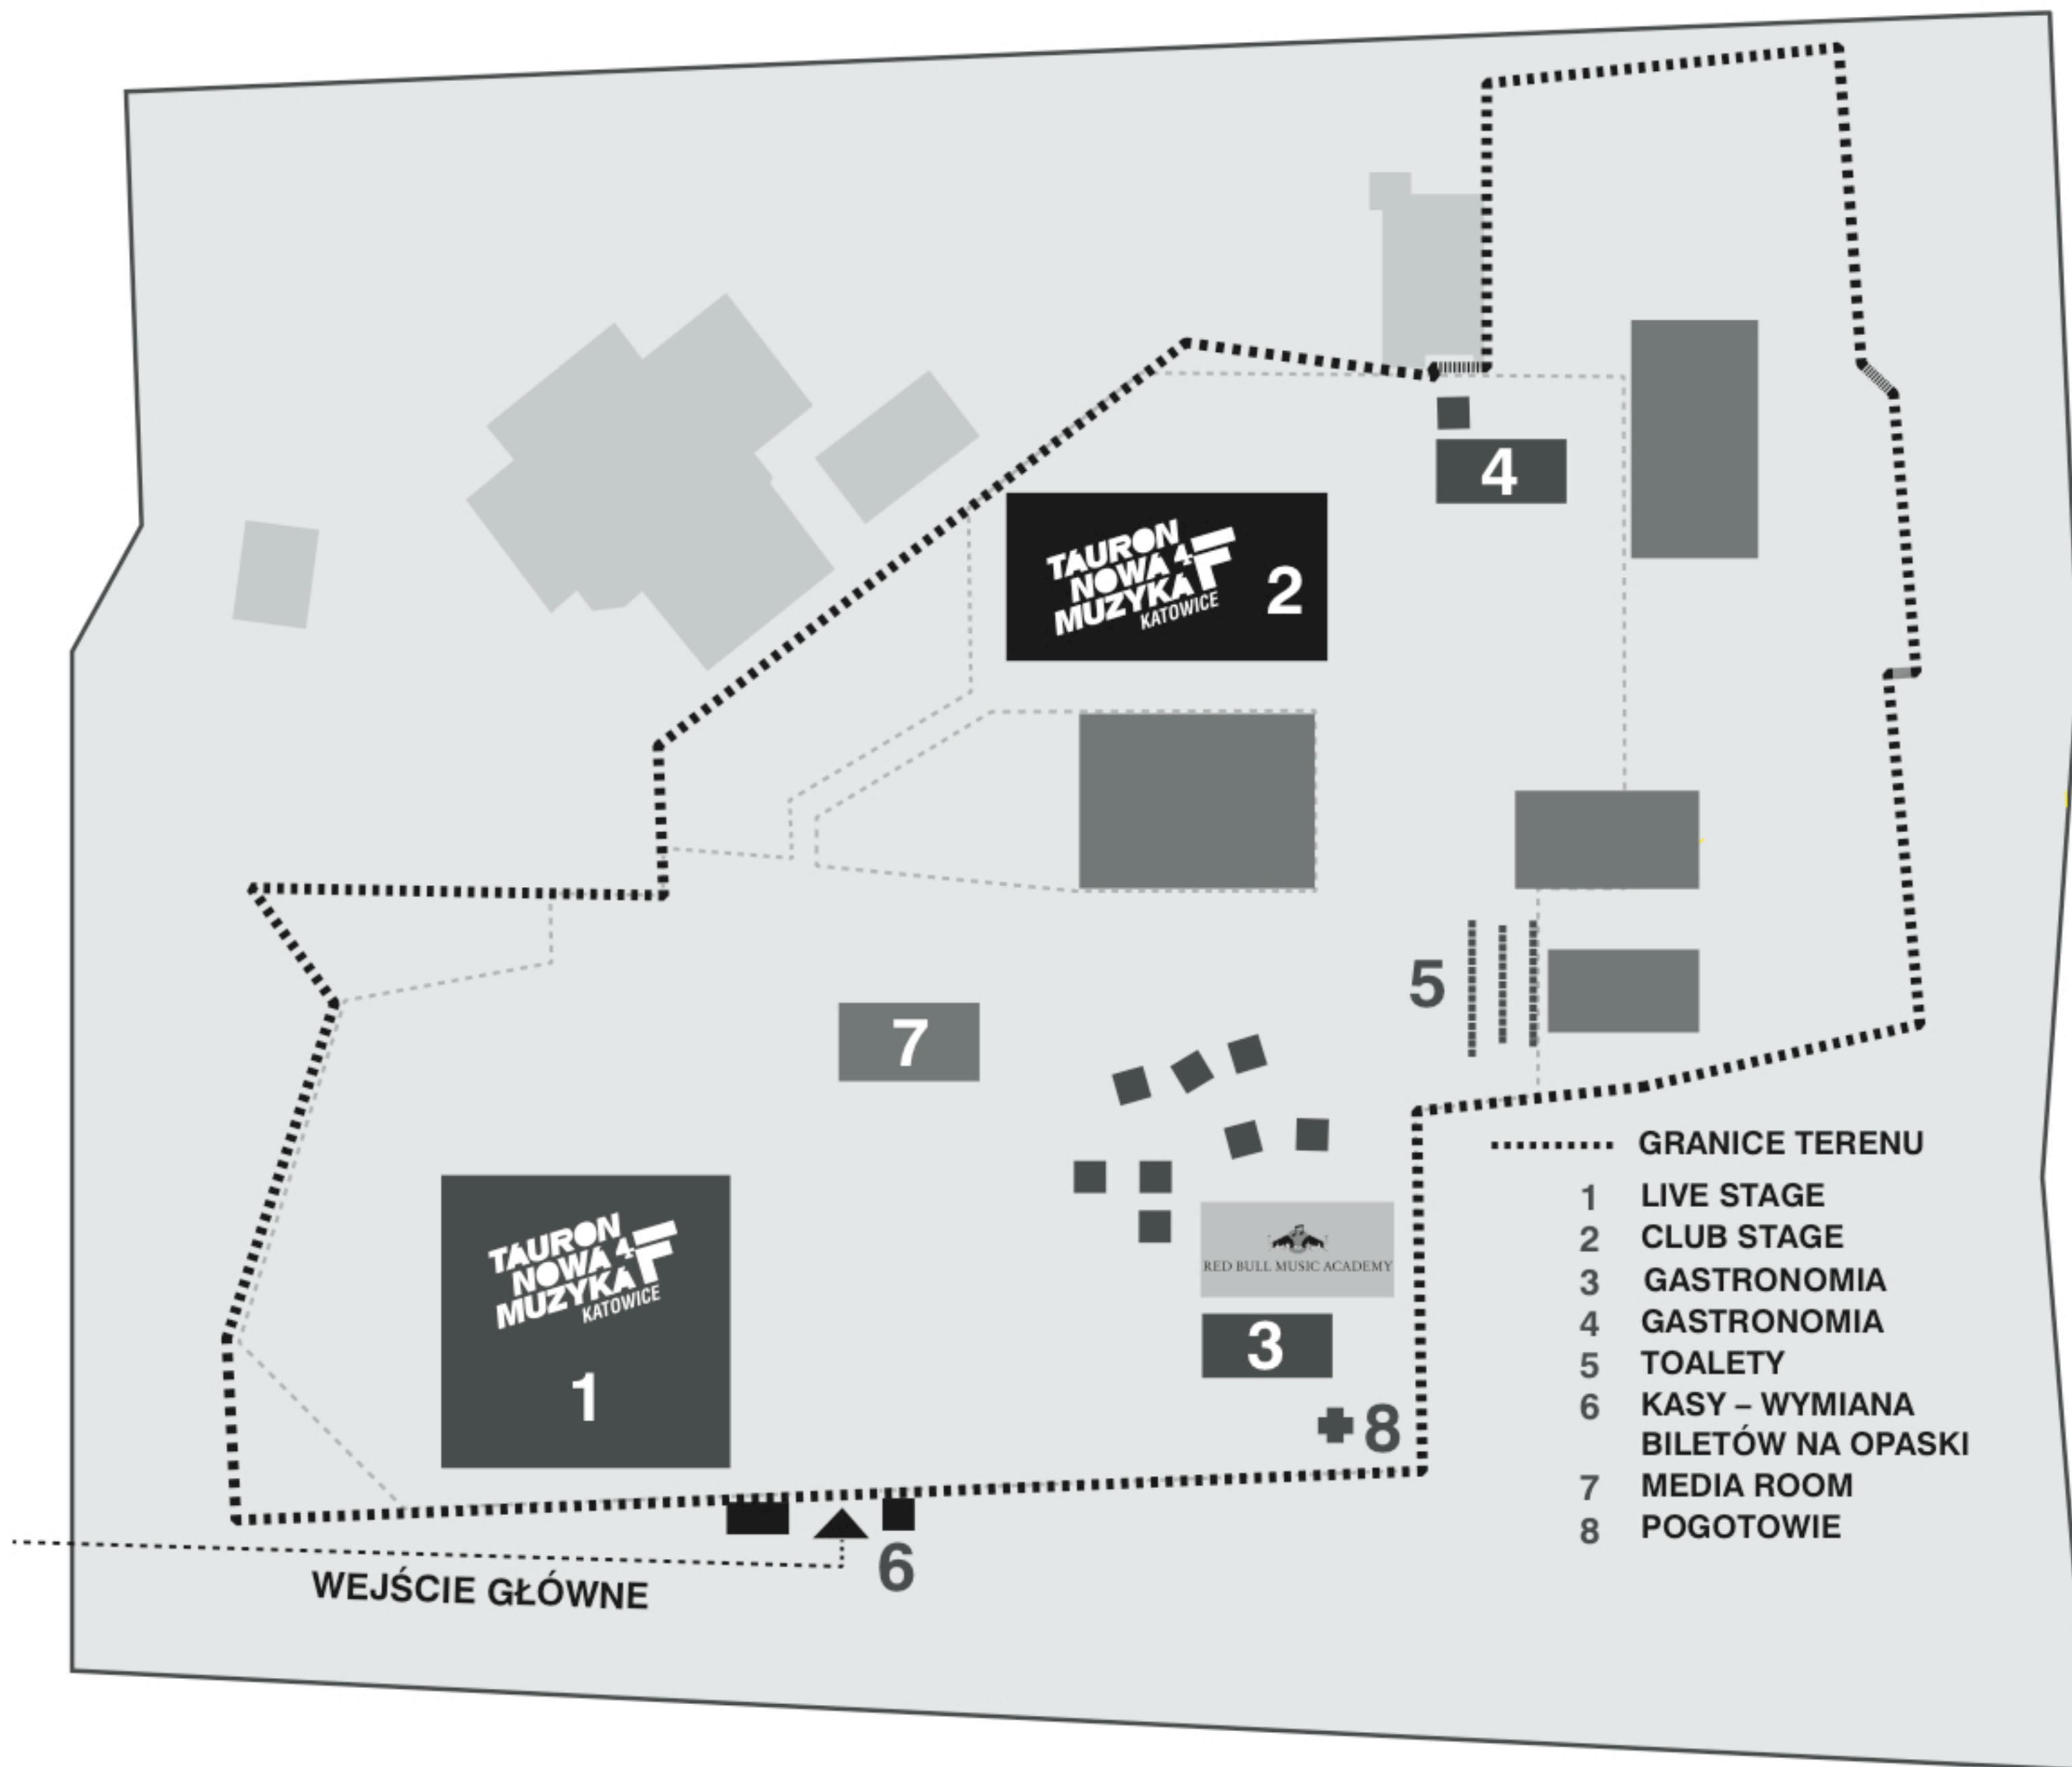 4
TAURON
NOWA 4
MUZYKA
KATOWICE
2
5
7
TAURON
NOWA 4
MUZYKA
KATOWICE
1
RED BULL MUSIC ACADEMY
3
8
6
WEJŚCIE GŁÓWNE
GRANICE TERENU
1 LIVE STAGE
2 CLUB STAGE
3 GASTRONOMIA
4 GASTRONOMIA
5 TOALETY
6 KASY – WYMIANA
BILETÓW NA OPASKI
7 MEDIA ROOM
8 POGOTOWIE